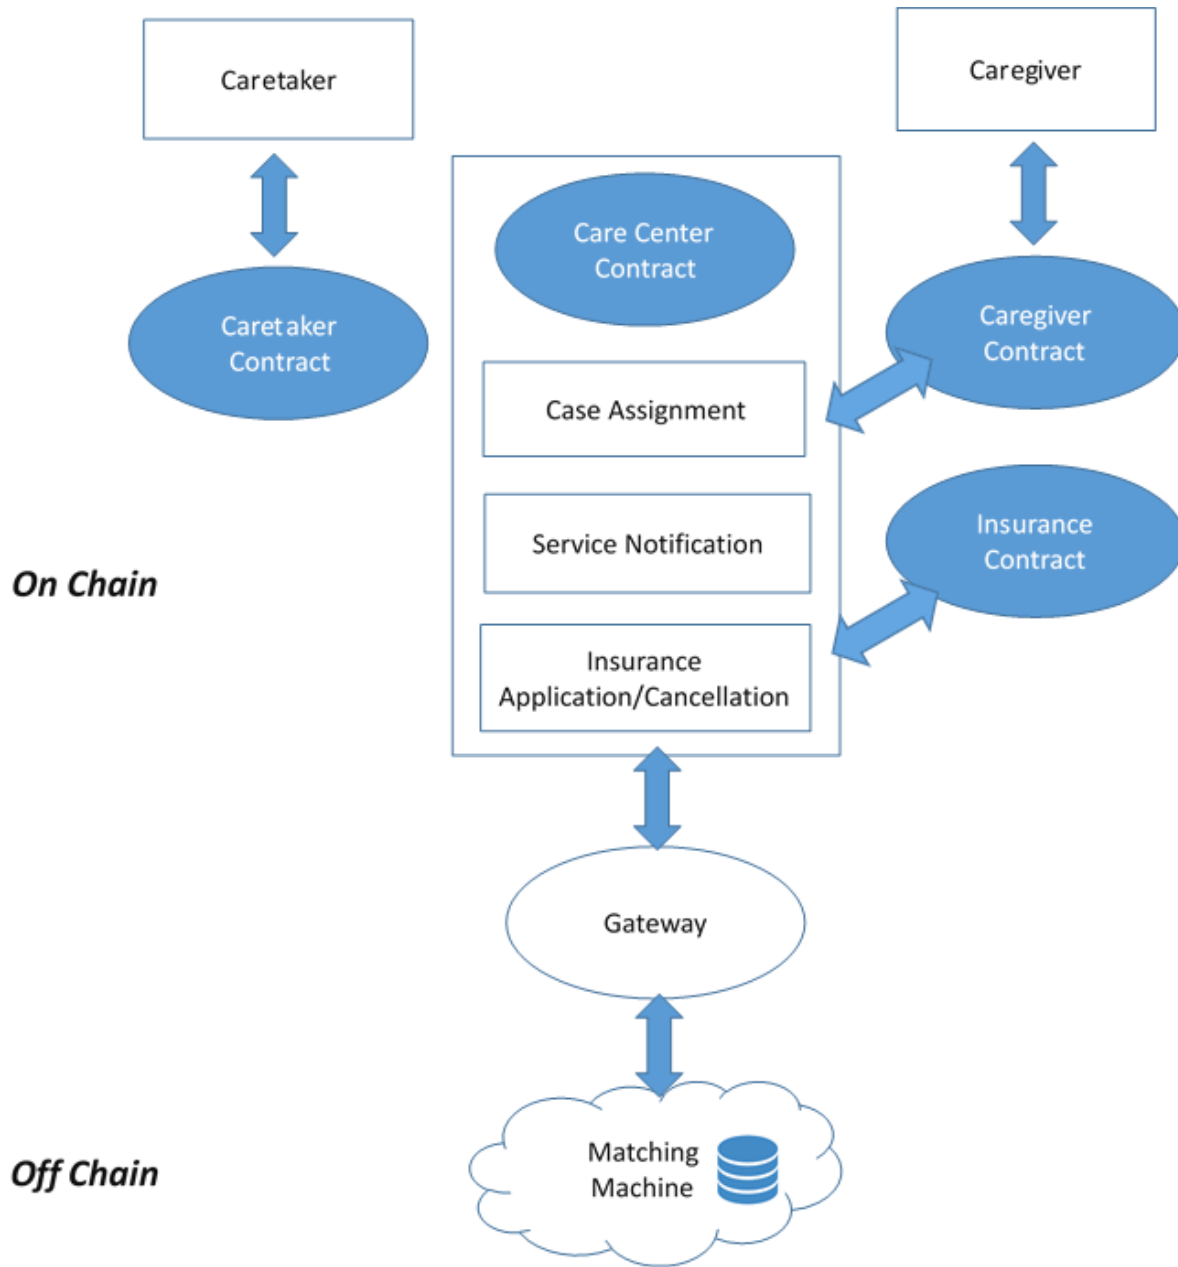 Caretaker
Caregiver
Care Center
Contract
Caretaker
Contract
Caregiver
Contract
Case Assignment
Service Notification
Insurance
Contract
On Chain
Insurance
Application/Cancellation
Gateway
Matching
Machine
Off Chain